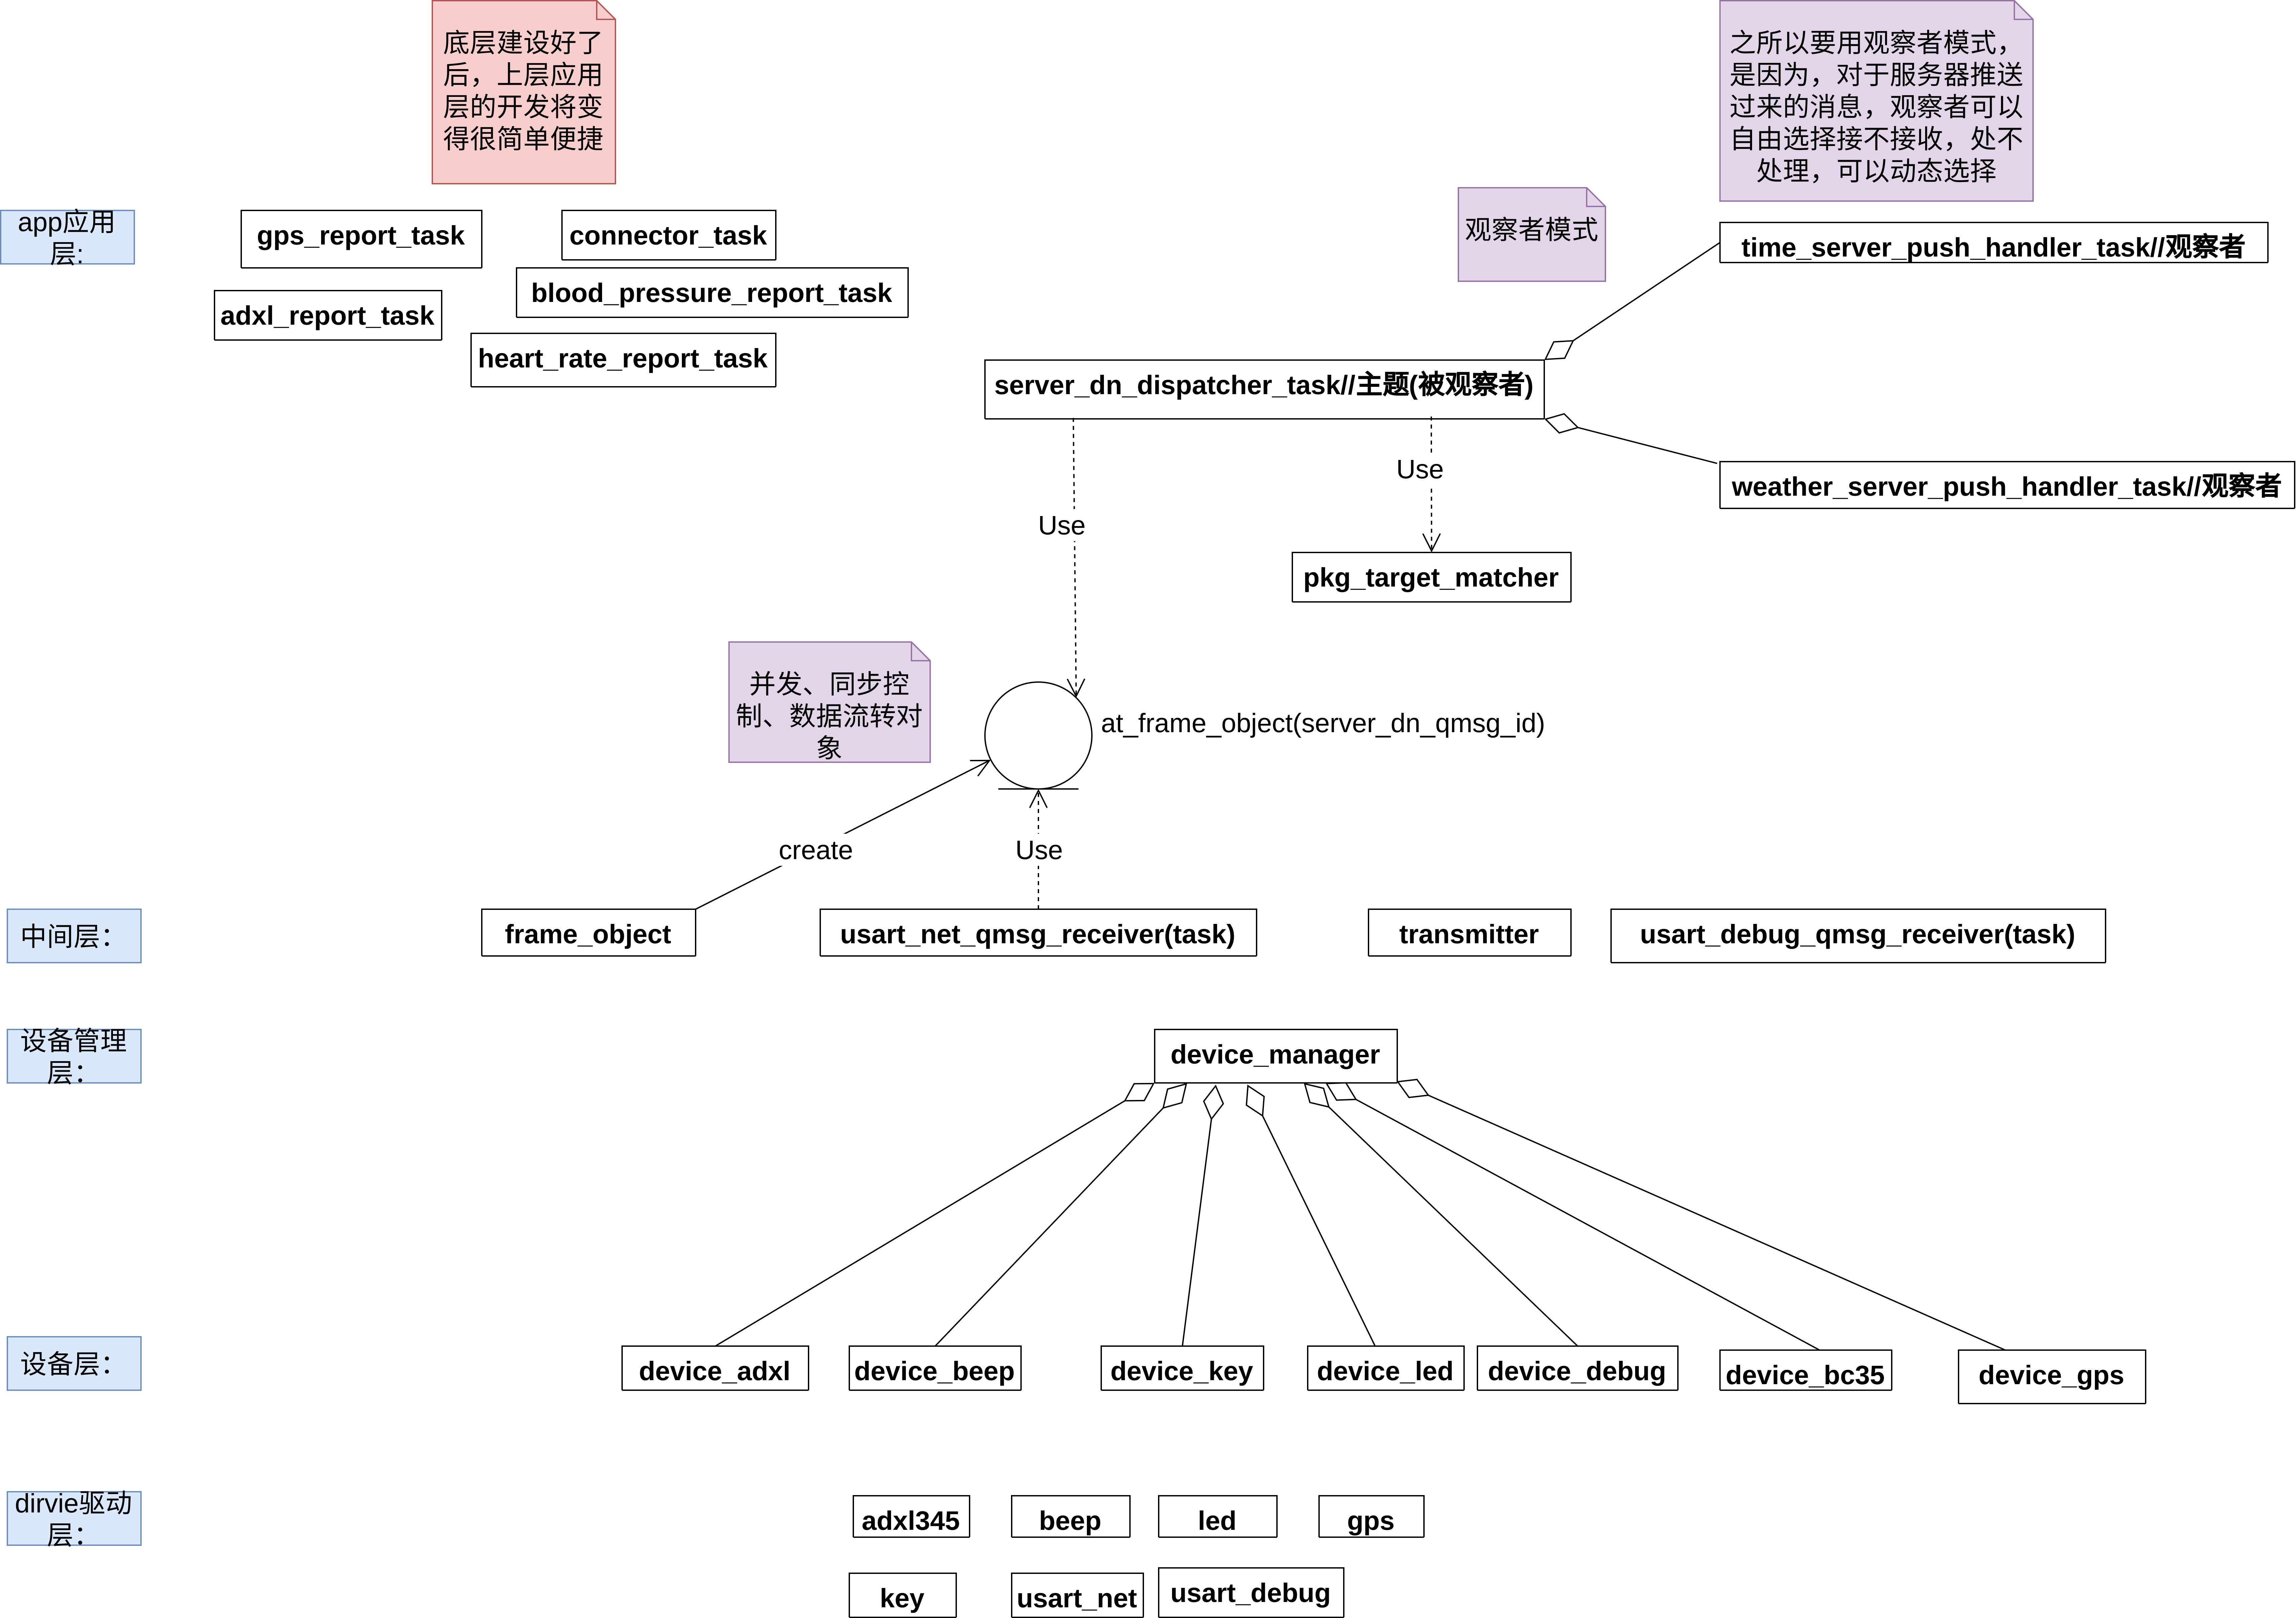 底层建设好了
后，上层应用
层的开发将变
得很简单便捷
之所以要用观察者模式，
是因为，对于服务器推送
过来的消息，观察者可以
自由选择接不接收，处不
处理，可以动态选择
观察者模式
app应用
层:
gps_report_task
connector_task
time_server_push_handler_task//观察者
blood_pressure_report_task
adxl_report_task
heart_rate_report_task
server_dn_dispatcher_task//主题(被观察者)
Use
weather_server_push_handler_task//观察者
Use
pkg_target_matcher
并发、同步控
制、数据流转对
象
at_frame_object(server_dn_qmsg_id)
create
Use
中间层：
frame_object
usart_net_qmsg_receiver(task)
transmitter
usart_debug_qmsg_receiver(task)
设备管理
层：
device_manager
设备层：
device_adxl
device_beep
device_key
device_led
device_debug
device_bc35
device_gps
dirvie驱动
层：
adxl345
beep
led
gps
key
usart_net
usart_debug